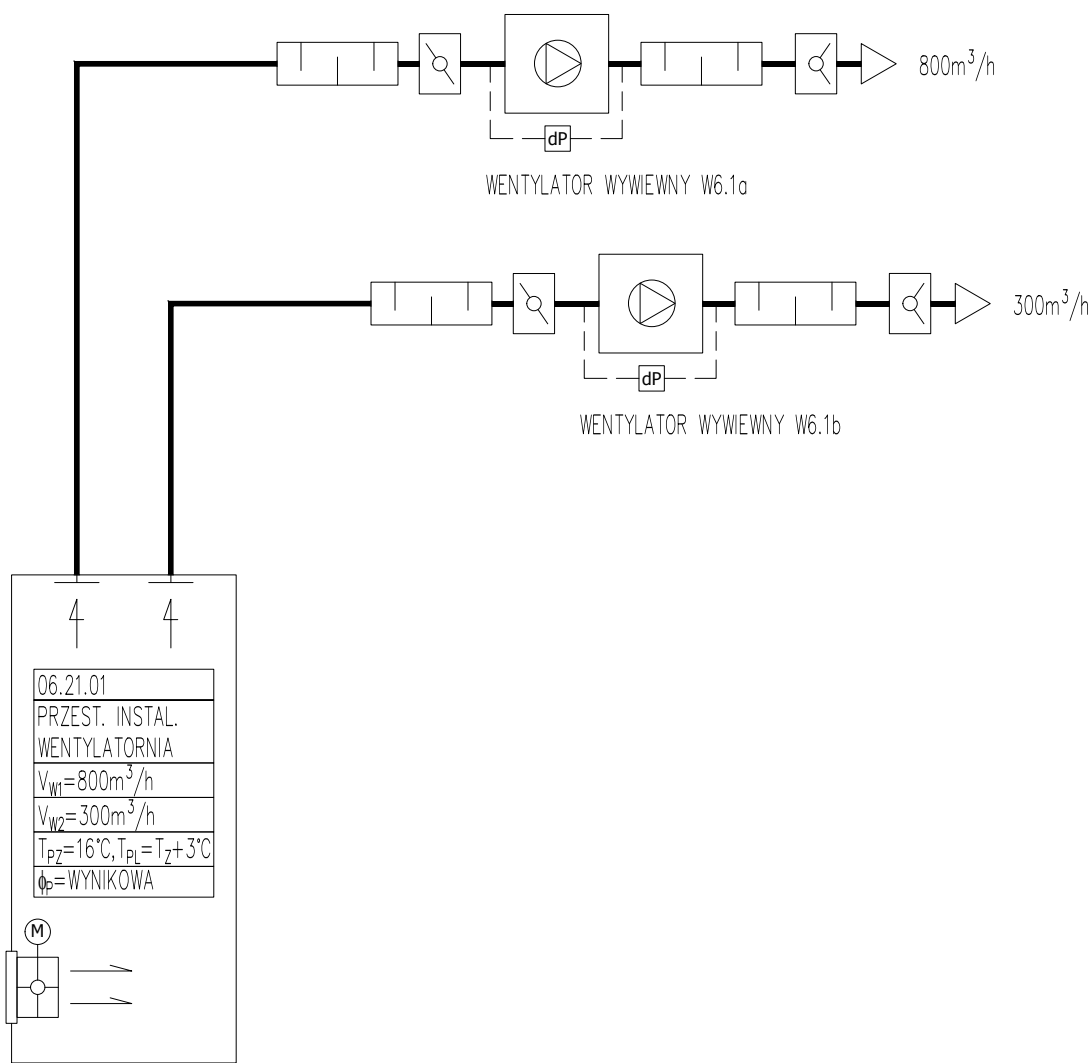 800m³/h
dP
WENTYLATOR WYWIEWNY W6.1a
300m³/h
dP
WENTYLATOR WYWIEWNY W6.1b
06.21.01
PRZEST. INSTAL.
WENTYLATORNIA
V_W1=800m³/h
V_W2=300m³/h
T_PZ=16°C,T_PL=T_Z+3°C
ϕ_P=WYNIKOWA
M